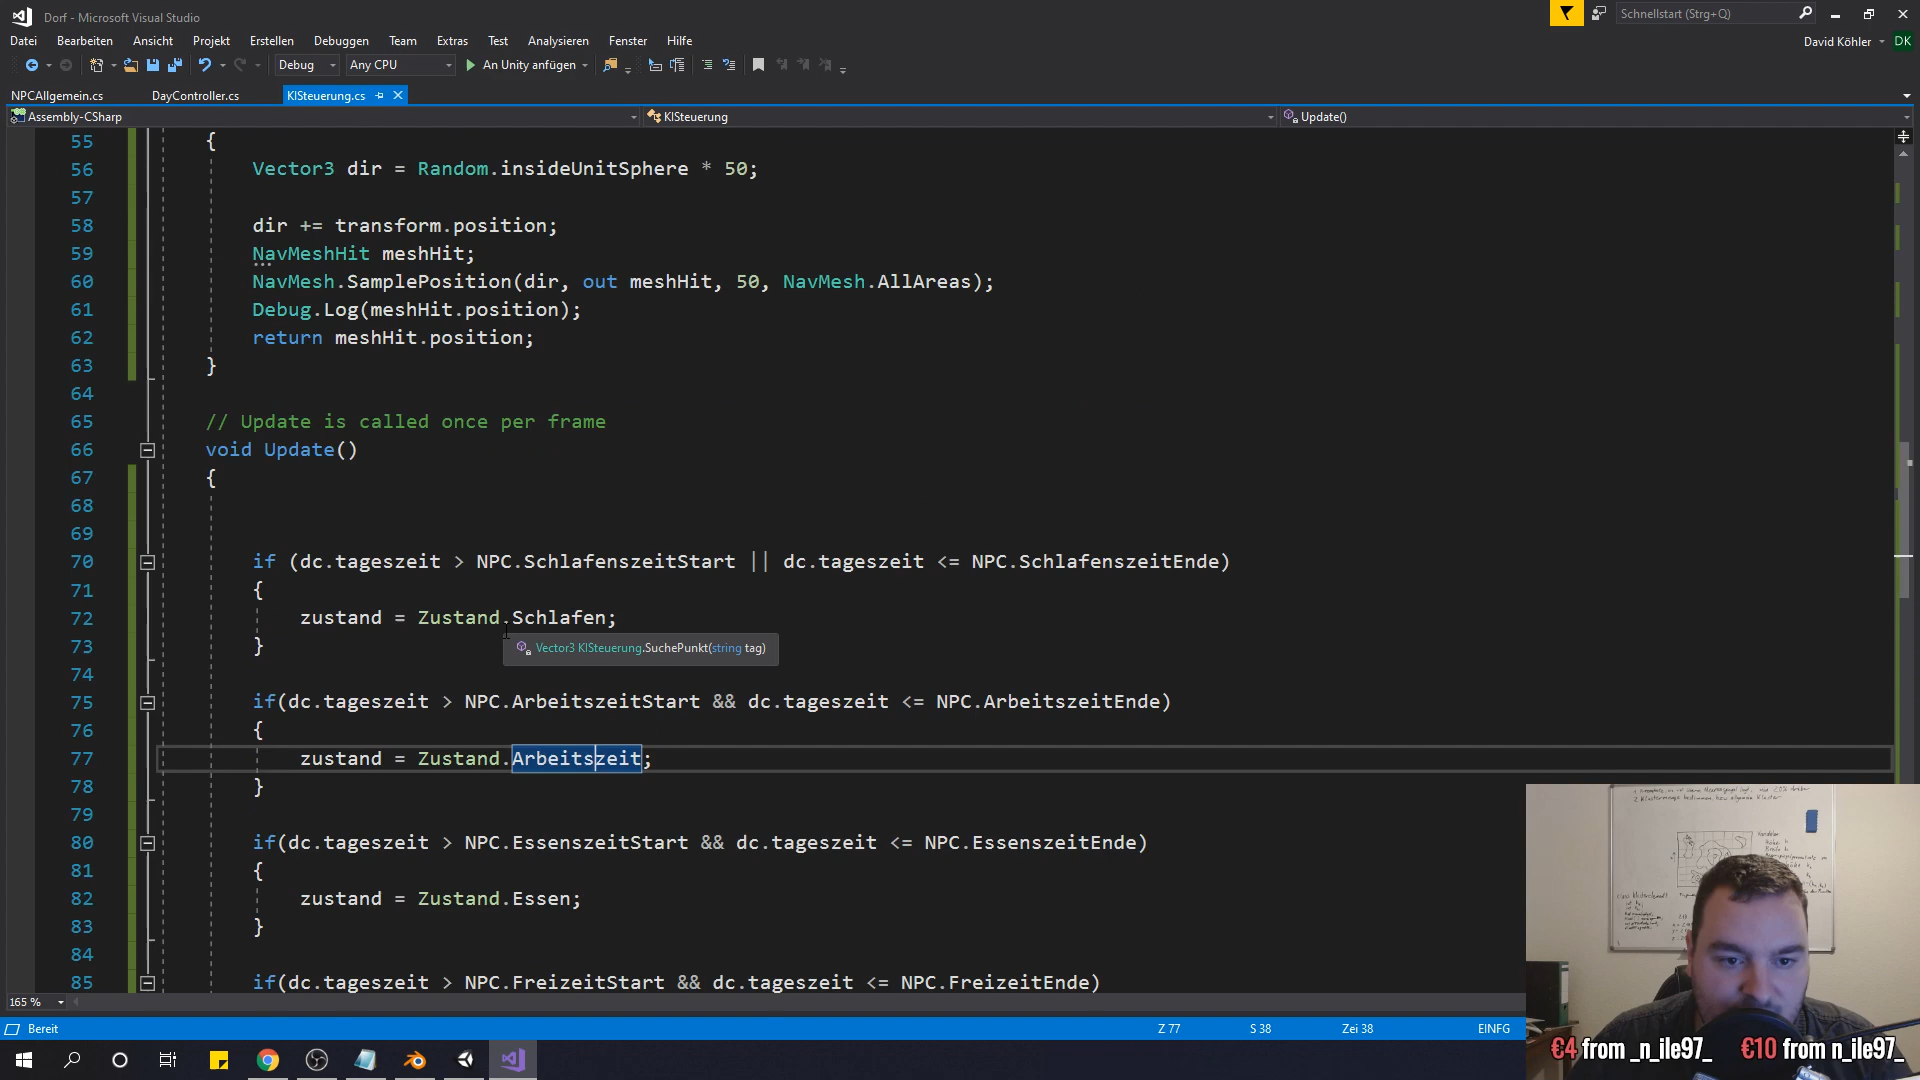 Dorf - Microsoft Visual Studio
Schnellstart (Strg+Q)
Datei Bearbeiten Ansicht Projekt Erstellen Debuggen Team Extras Test Analysieren Fenster Hilfe
David Köhler DK
Debug Any CPU An Unity anfügen
NPCAllgemein.cs DayController.cs KISteuerung.cs
Assembly-CSharp KISteuerung Update()
55 {
56 Vector3 dir = Random.insideUnitSphere * 50;
57
58 dir += transform.position;
59 NavMeshHit meshHit;
60 NavMesh.SamplePosition(dir, out meshHit, 50, NavMesh.AllAreas);
61 Debug.Log(meshHit.position);
62 return meshHit.position;
63 }
64
65 // Update is called once per frame
66 void Update()
67 {
68
69
70 if (dc.tageszeit > NPC.SchlafenszeitStart || dc.tageszeit <= NPC.SchlafenszeitEnde)
71 {
72 zustand = Zustand.Schlafen;
73 }
Vector3 KISteuerung.SuchePunkt(string tag)
74
75 if(dc.tageszeit > NPC.ArbeitszeitStart && dc.tageszeit <= NPC.ArbeitszeitEnde)
76 {
77 zustand = Zustand.Arbeitszeit;
78 }
79
80 if(dc.tageszeit > NPC.EssenszeitStart && dc.tageszeit <= NPC.EssenszeitEnde)
81 {
82 zustand = Zustand.Essen;
83 }
84
85 if(dc.tageszeit > NPC.FreizeitStart && dc.tageszeit <= NPC.FreizeitEnde)
165 %
Bereit Z 77 S 38 Zei 38 EINFG
€4 from _n_ile97_ €10 from n_ile97_